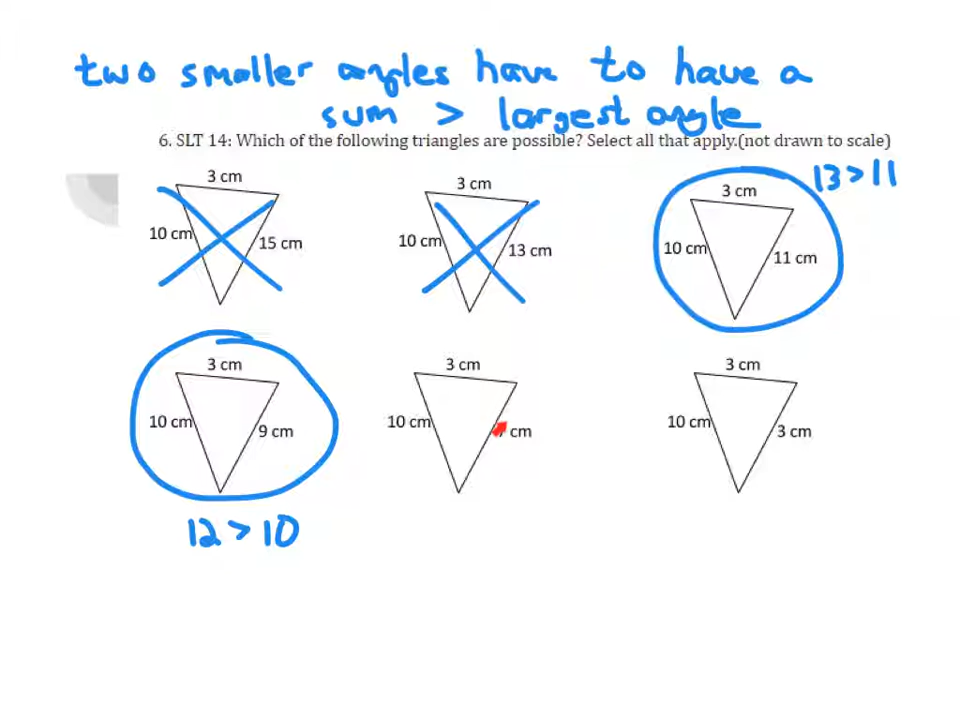 two smaller angles have to have a
sum > largest angle
6. SLT 14: Which of the following triangles are possible? Select all that apply.(not drawn to scale)
3 cm
10 cm
15 cm
3 cm
10 cm
13 cm
3 cm
13 > 11
10 cm
11 cm
3 cm
10 cm
9 cm
12 > 10
3 cm
10 cm
cm
3 cm
10 cm
3 cm